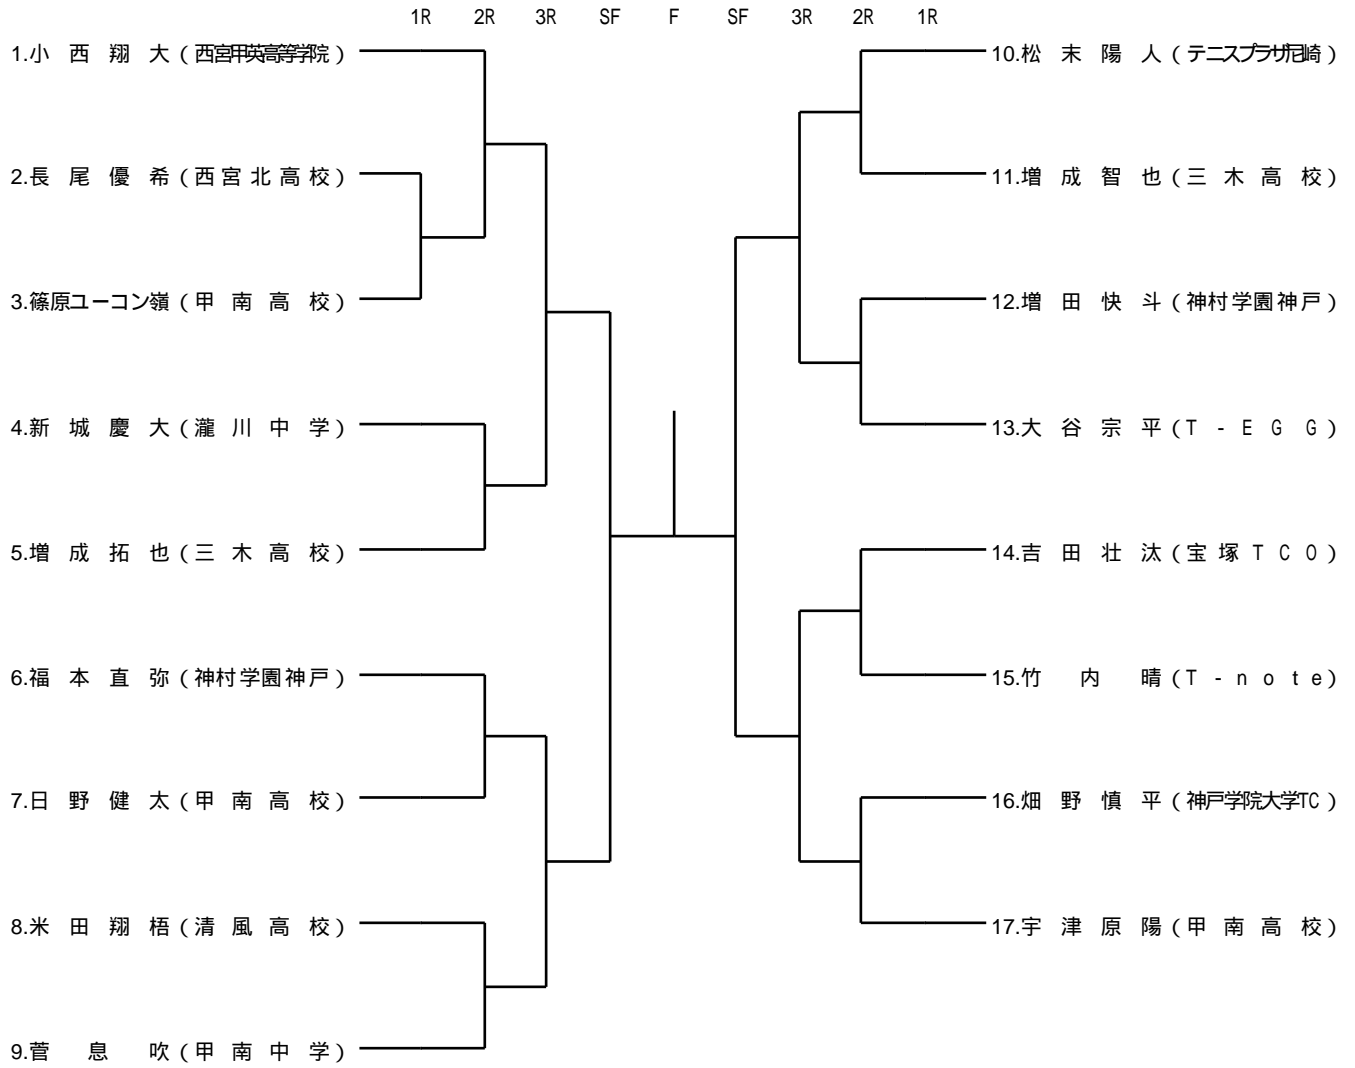 1R 2R 3R SF F SF 3R 2R 1R
1.小西翔大(西宮甲英高等学院)
2.長尾優希(西宮北高校)
3.篠原ユーコン嶺(甲南高校)
4.新城慶大(瀧川中学)
5.増成拓也(三木高校)
6.福本直弥(神村学園神戸)
7.日野健太(甲南高校)
8.米田翔梧(清風高校)
9.菅息吹(甲南中学)
10.松末陽人(テニスプラザ尼崎)
11.増成智也(三木高校)
12.増田快斗(神村学園神戸)
13.大谷宗平(T-EGG)
14.吉田壮汰(宝塚TCO)
15.竹内晴(T-note)
16.畑野慎平(神戸学院大学TC)
17.宇津原陽(甲南高校)